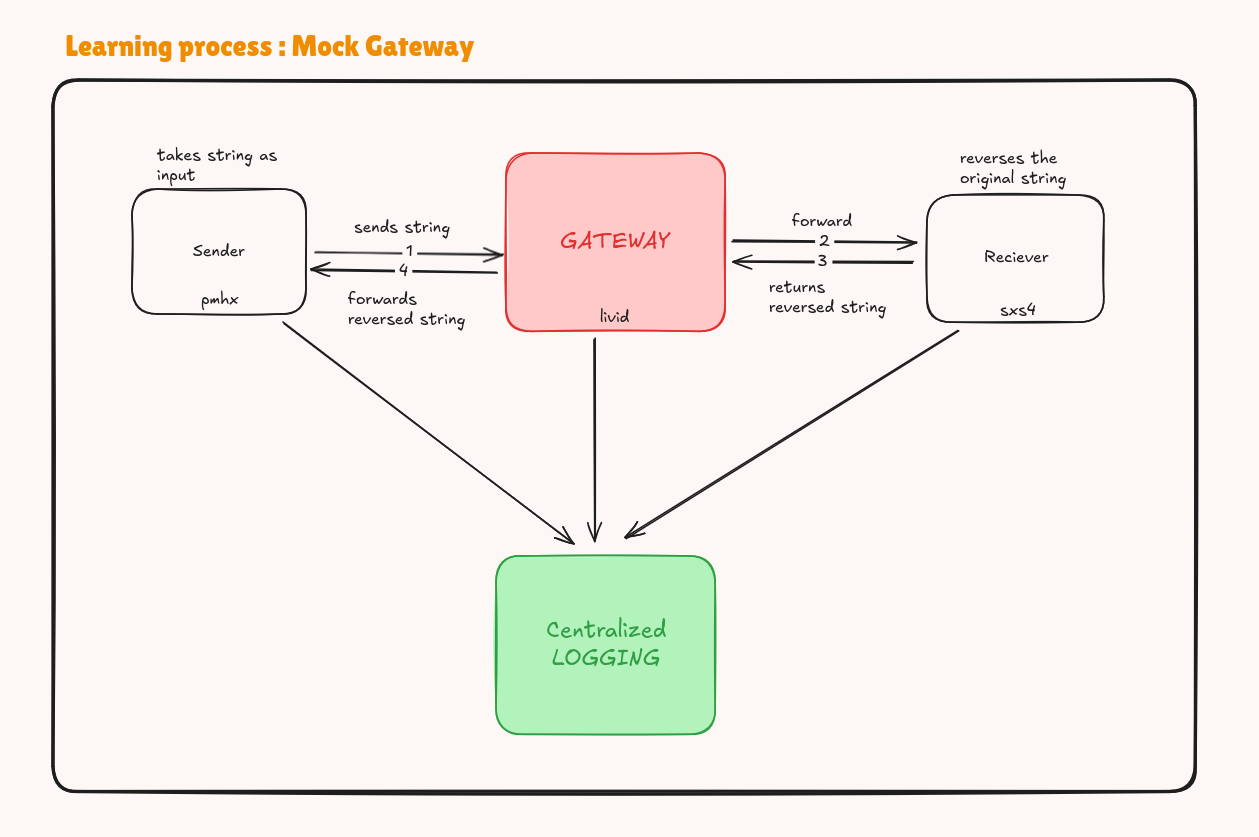 Learning process : Mock Gateway
takes string as
input
Sender
pmhx
sends string
1
4
forwards
reversed string
GATEWAY
livid
forward
2
3
returns
reversed string
reverses the
original string
Reciever
sxs4
Centralized
LOGGING